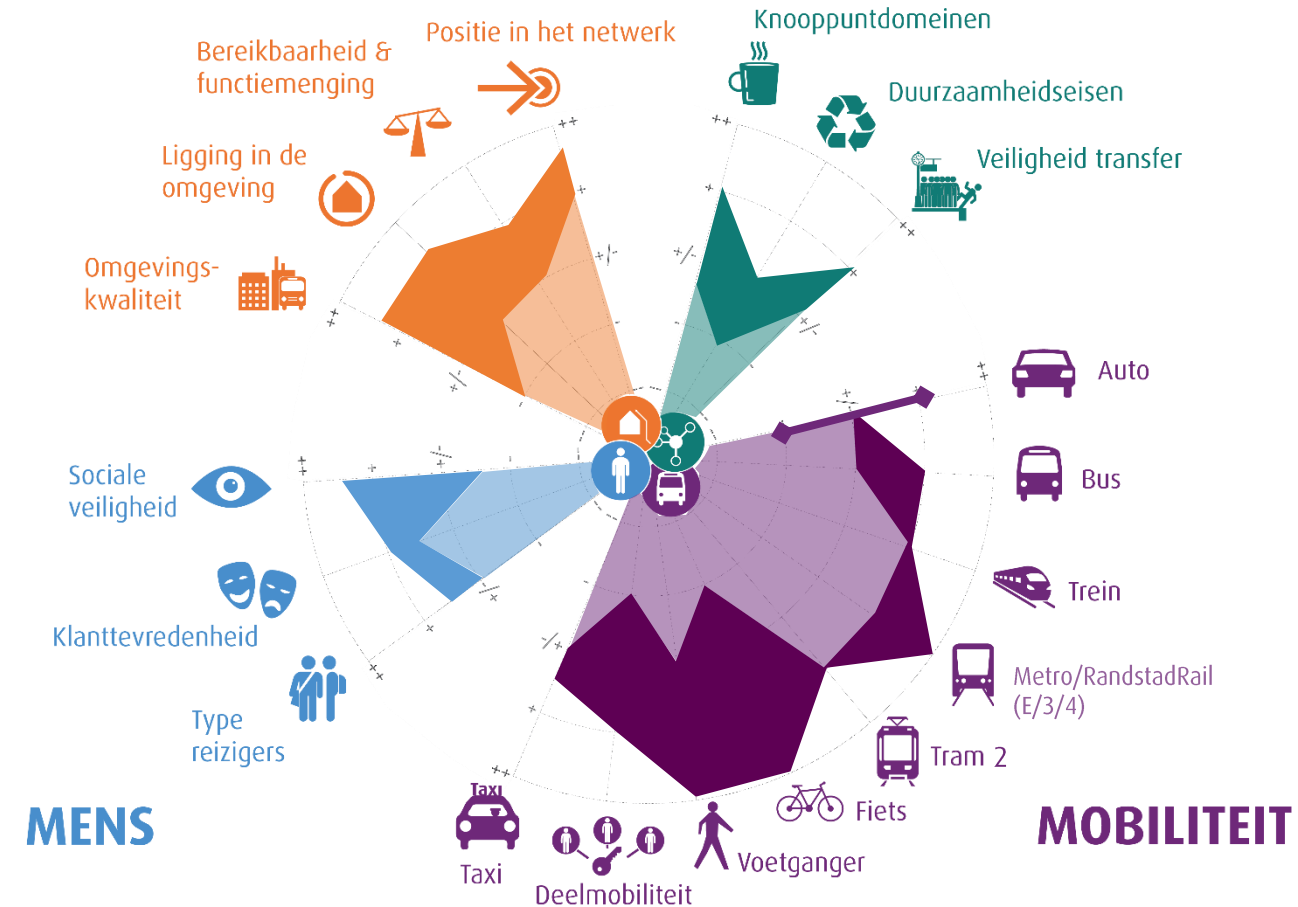 Positie in het netwerk
Bereikbaarheid &
functiemenging
Ligging in de
omgeving
Omgevings-
kwaliteit
Knooppuntdomeinen
Duurzaamheidseisen
Veiligheid transfer
Auto
Bus
Trein
Metro/RandstadRail
(E/3/4)
Tram 2
Fiets
Voetganger
Deelmobiliteit
Taxi
Taxi
Sociale
veiligheid
Klanttevredenheid
Type
reizigers
MENS
MOBILITEIT
++
+
+/-
-
++
+
+/-
-
++
+
+/-
-
++
+/-
-
++
+
+/-
-
++
+
+/-
-
++
+
+/-
-
++
+
+/-
-